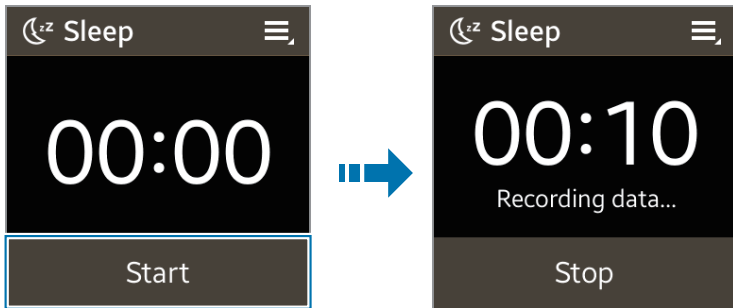 Sleep
00:00
Start
Sleep
00:10
Recording data...
Stop